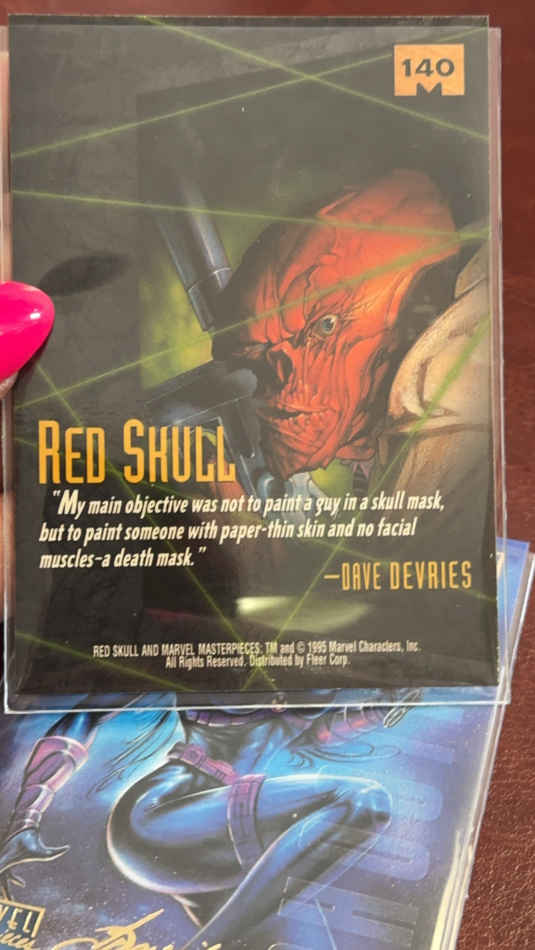 140
M
RED SKULL
"My main objective was not to paint a guy in a skull mask,
but to paint someone with paper-thin skin and no facial
muscles–a death mask."
–DAVE DEVRIES
RED SKULL AND MARVEL MASTERPIECES: TM and © 1995 Marvel Characters, Inc.
All Rights Reserved. Distributed by Fleer Corp.